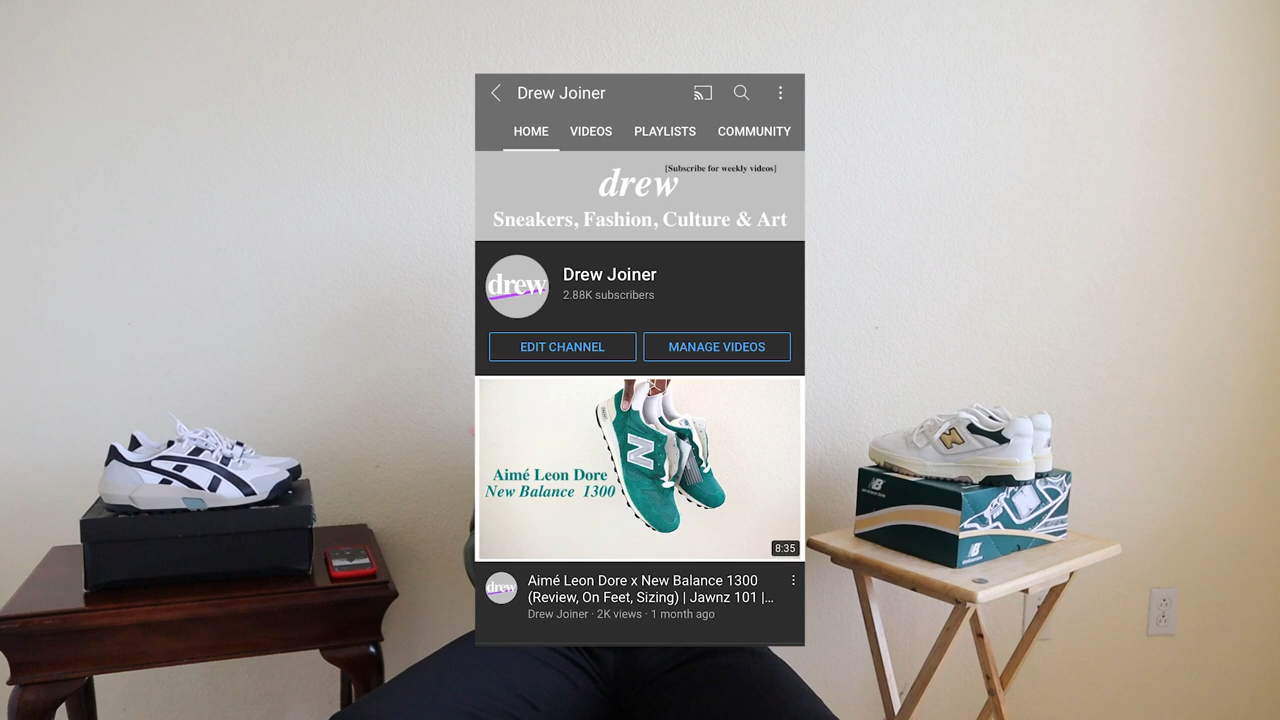 Drew Joiner
HOME VIDEOS PLAYLISTS COMMUNITY
[Subscribe for weekly videos]
drew
Sneakers, Fashion, Culture & Art
drew
Drew Joiner
2.88K subscribers
EDIT CHANNEL MANAGE VIDEOS
N
Aimé Leon Dore
New Balance 1300
8:35
drew
Aimé Leon Dore x New Balance 1300
(Review, On Feet, Sizing) | Jawnz 101 |...
Drew Joiner · 2K views · 1 month ago
N
NB
NB